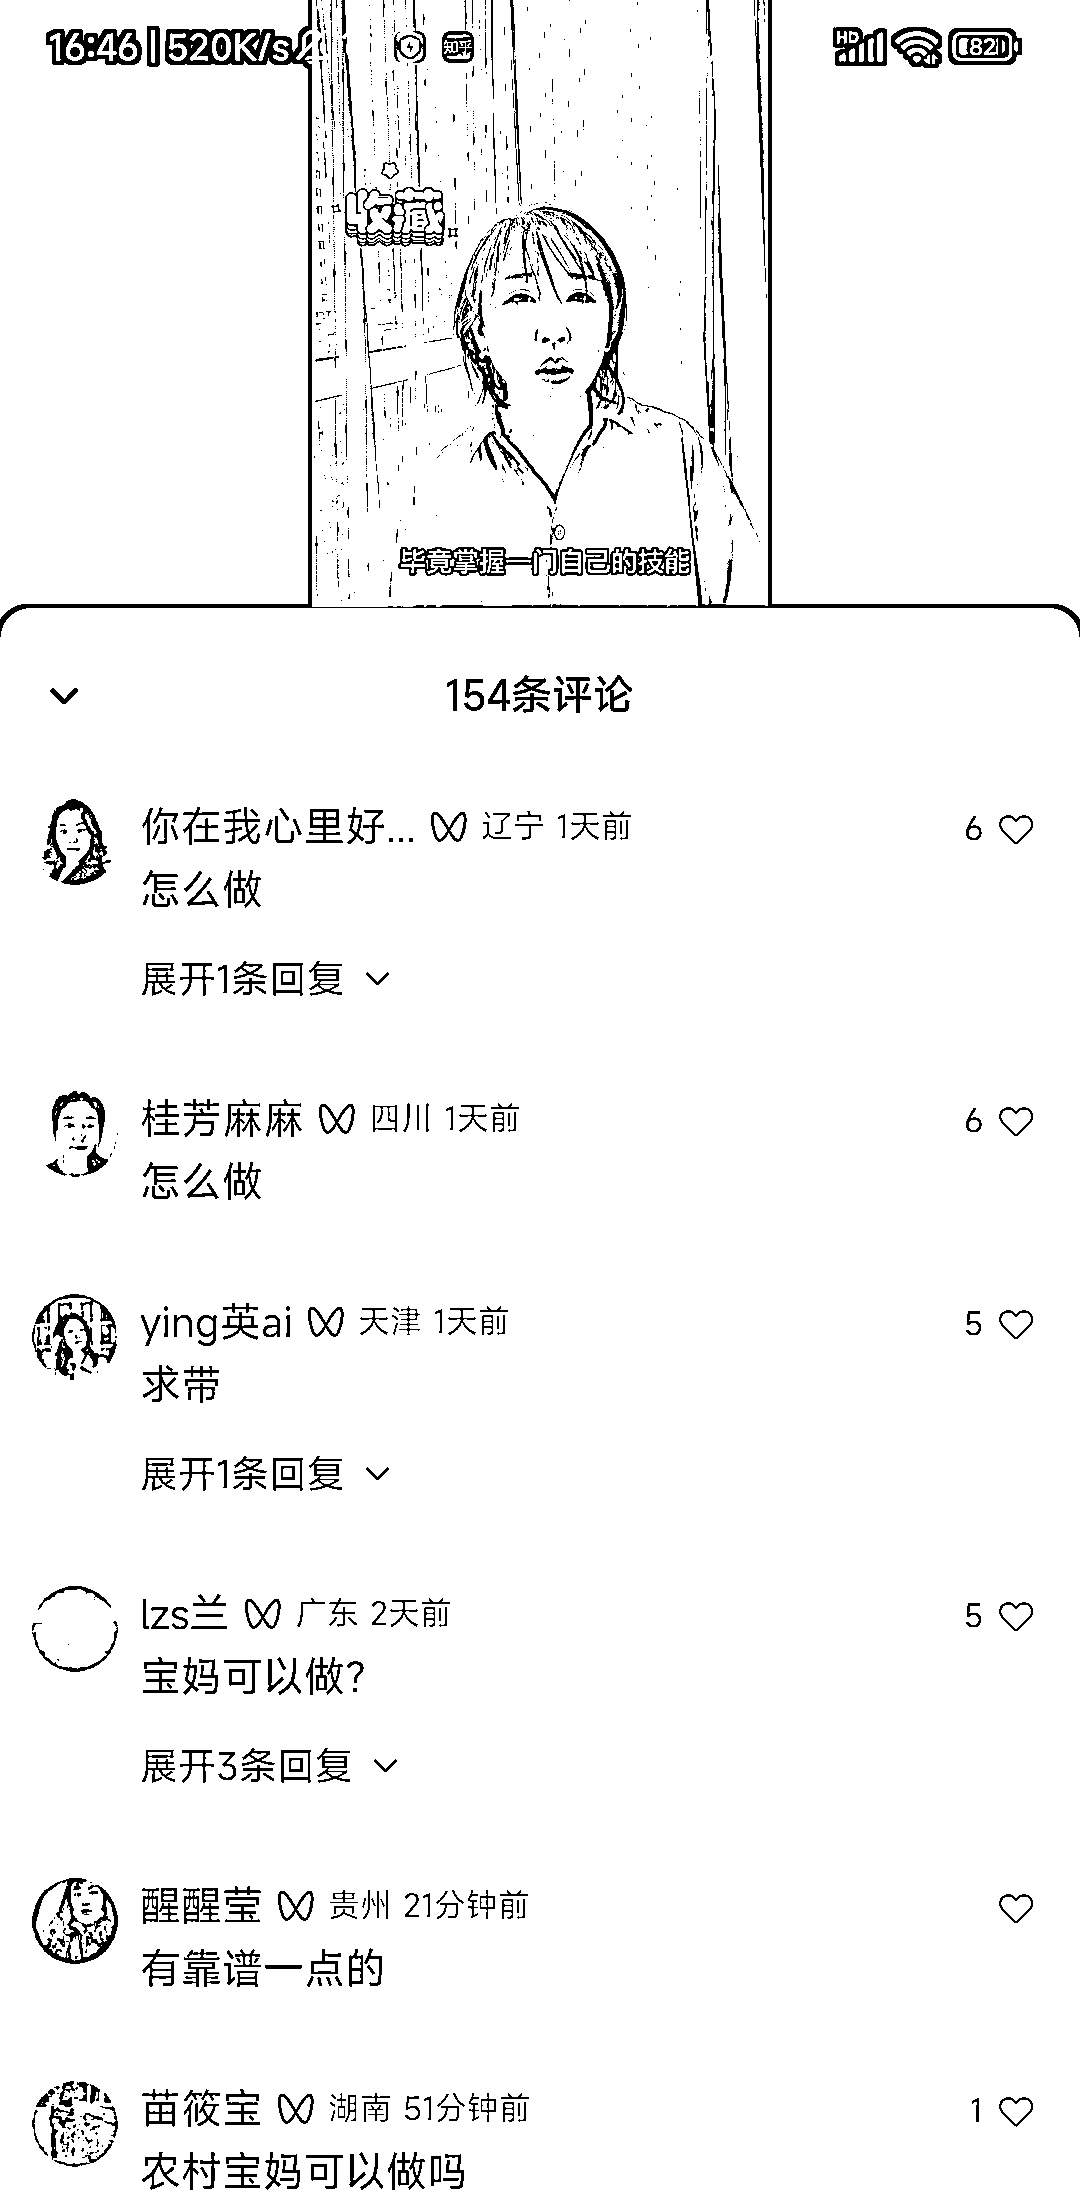 16:46 | 520K/s
知乎
HD
82
收藏
毕竟掌握一门自己的技能
154条评论
你在我心里好... 辽宁 1天前 6
怎么做
展开1条回复
桂芳麻麻 四川 1天前 6
怎么做
ying英ai 天津 1天前 5
求带
展开1条回复
lzs兰 广东 2天前 5
宝妈可以做?
展开3条回复
醒醒莹 贵州 21分钟前
有靠谱一点的
苗筱宝 湖南 51分钟前 1
农村宝妈可以做吗